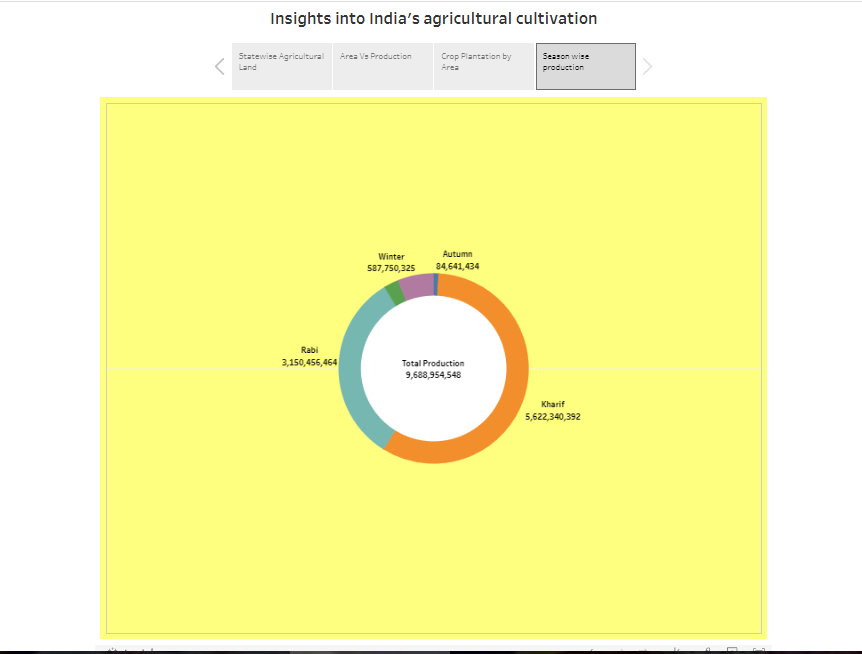 Insights into India's agricultural cultivation
Statewise Agricultural
Land
Area Vs Production
Crop Plantation by
Area
Season wise
production
Winter
587,750,325
Autumn
84,641,434
Rabi
3,150,456,464
Total Production
9,688,954,548
Kharif
5,622,340,392